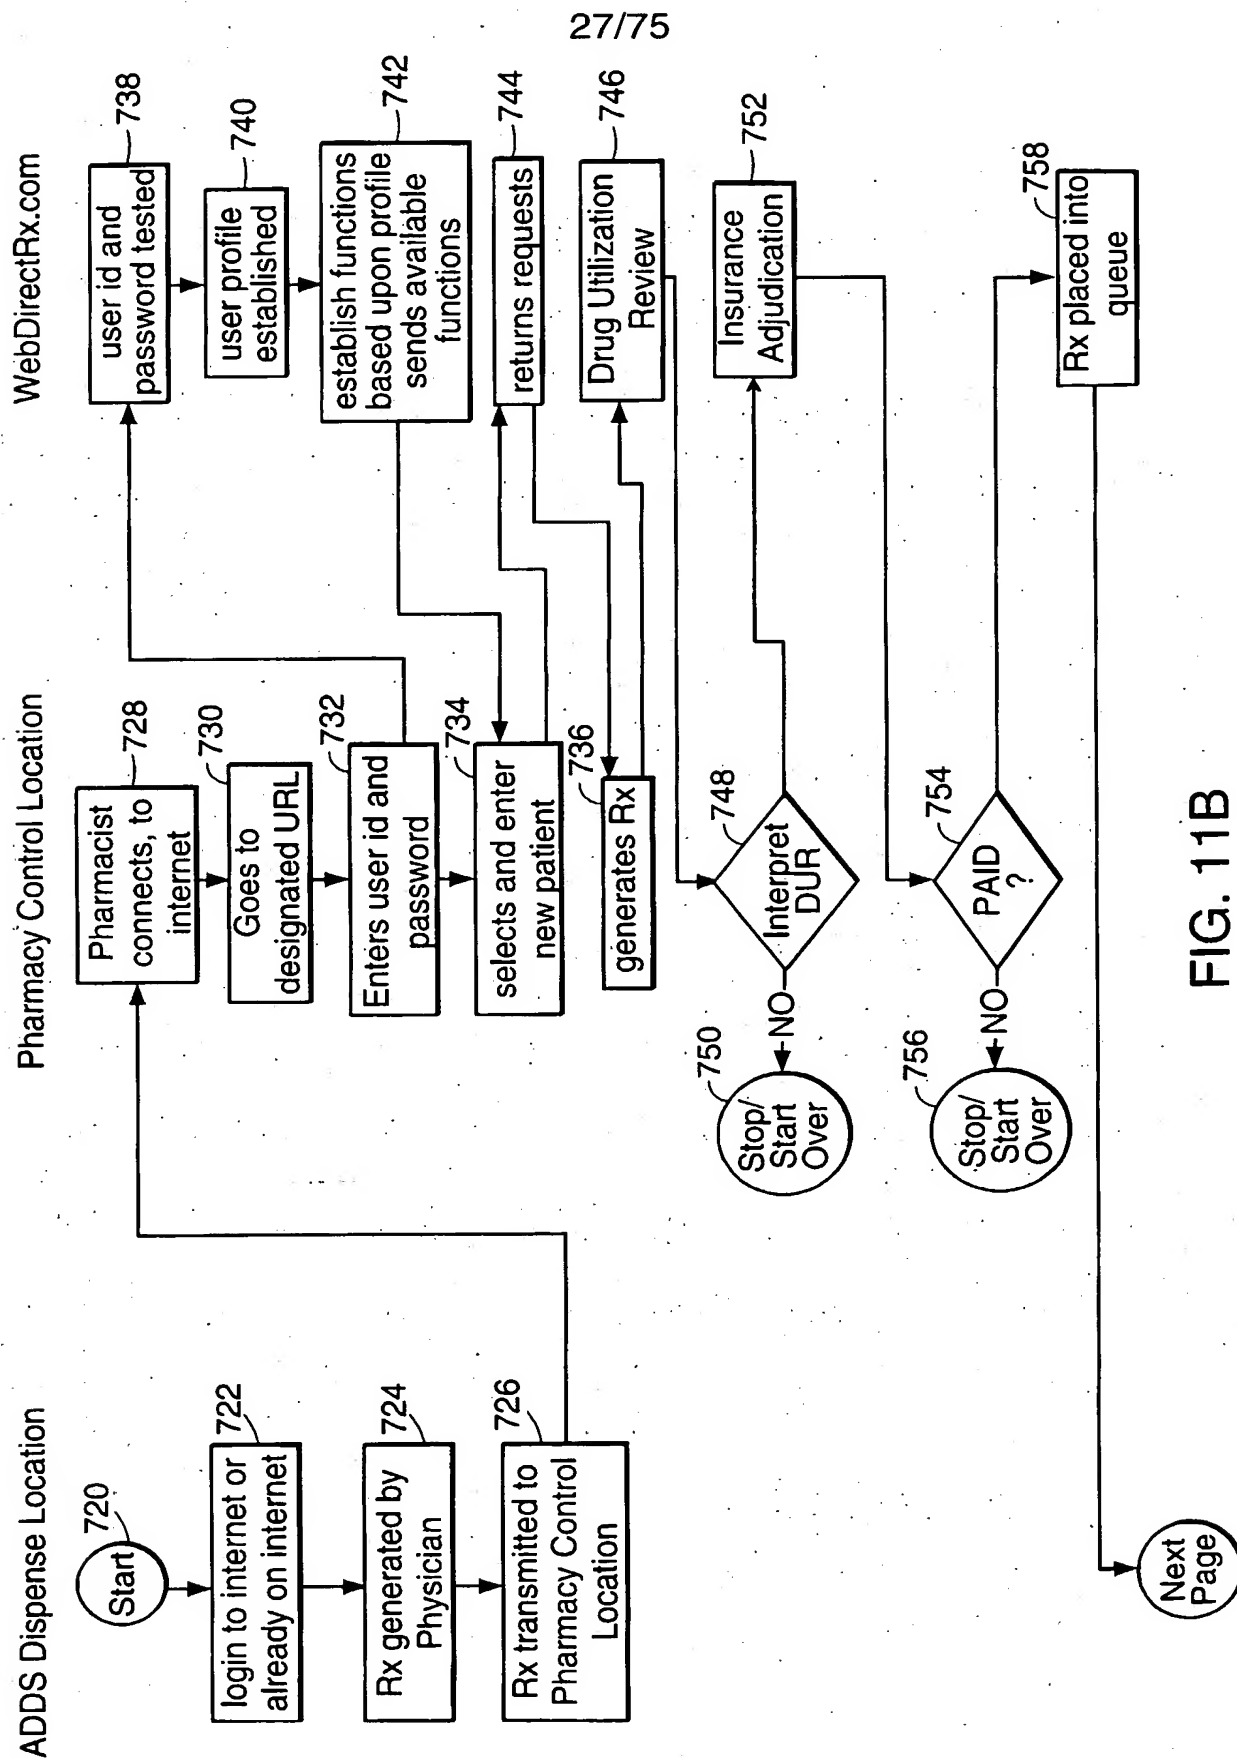 27/75
ADDS Dispense Location
Pharmacy Control Location
WebDirectRx.com
Start
720
login to internet or
already on internet
722
Rx generated by
Physician
724
Rx transmitted to
Pharmacy Control
Location
726
Pharmacist
connects, to
internet
728
Goes to
designated URL
730
Enters user id and
password
732
selects and enter
new patient
734
generates Rx
736
user id and
password tested
738
user profile
established
740
establish functions
based upon profile
sends available
functions
742
returns requests
744
Drug Utilization
Review
746
Interpret
DUR
748
NO
Stop/
Start
Over
750
Insurance
Adjudication
752
PAID
?
754
NO
Stop/
Start
Over
756
Rx placed into
queue
758
Next
Page
FIG. 11B